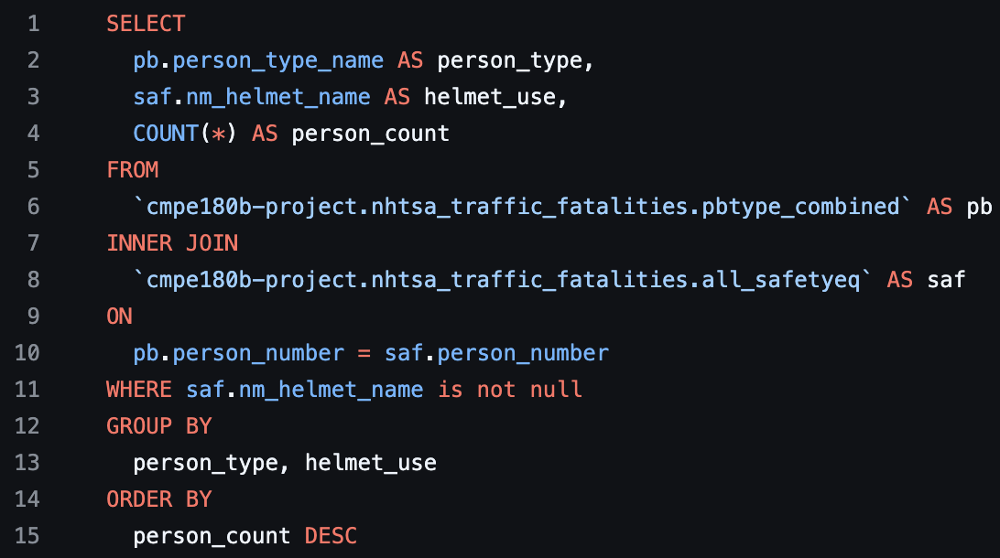 1 SELECT
2 pb.person_type_name AS person_type,
3 saf.nm_helmet_name AS helmet_use,
4 COUNT(*) AS person_count
5 FROM
6 `cmpe180b-project.nhtsa_traffic_fatalities.pbtype_combined` AS pb
7 INNER JOIN
8 `cmpe180b-project.nhtsa_traffic_fatalities.all_safetyeq` AS saf
9 ON
10 pb.person_number = saf.person_number
11 WHERE saf.nm_helmet_name is not null
12 GROUP BY
13 person_type, helmet_use
14 ORDER BY
15 person_count DESC